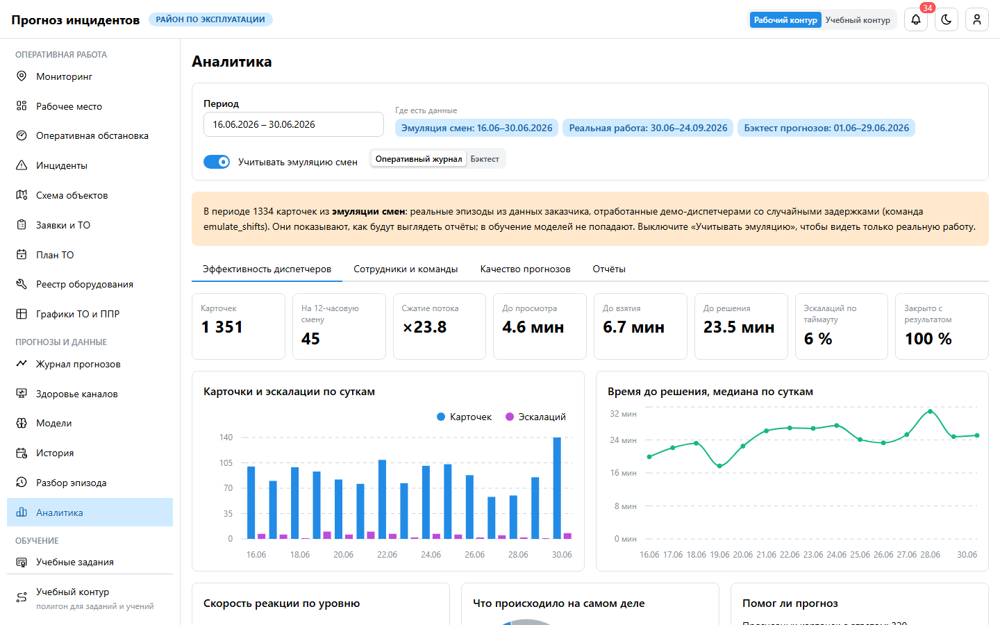 Прогноз инцидентов
РАЙОН ПО ЭКСПЛУАТАЦИИ
Рабочий контур
Учебный контур
34
ОПЕРАТИВНАЯ РАБОТА
Мониторинг
Рабочее место
Оперативная обстановка
Инциденты
Схема объектов
Заявки и ТО
План ТО
Реестр оборудования
Графики ТО и ППР
ПРОГНОЗЫ И ДАННЫЕ
Журнал прогнозов
Здоровье каналов
Модели
История
Разбор эпизода
Аналитика
ОБУЧЕНИЕ
Учебные задания
Учебный контур
полигон для заданий и учений
Аналитика
Период
16.06.2026 – 30.06.2026
Где есть данные
Эмуляция смен: 16.06–30.06.2026
Реальная работа: 30.06–24.09.2026
Бэктест прогнозов: 01.06–29.06.2026
Учитывать эмуляцию смен
Оперативный журнал
Бэктест
В периоде 1334 карточек из эмуляции смен: реальные эпизоды из данных заказчика, отработанные демо-диспетчерами со случайными задержками (команда
emulate_shifts). Они показывают, как будут выглядеть отчёты; в обучение моделей не попадают. Выключите «Учитывать эмуляцию», чтобы видеть только реальную работу.
Эффективность диспетчеров
Сотрудники и команды
Качество прогнозов
Отчёты
Карточек
1 351
На 12-часовую
смену
45
Сжатие потока
×23.8
До просмотра
4.6 мин
До взятия
6.7 мин
До решения
23.5 мин
Эскалаций по
таймауту
6 %
Закрыто с
результатом
100 %
Карточки и эскалации по суткам
Карточек
Эскалаций
140
105
70
35
0
16.06 18.06 20.06 22.06 24.06 26.06 28.06 30.06
Время до решения, медиана по суткам
32 мин
24 мин
16 мин
8 мин
0 мин
16.06 17.06 18.06 19.06 20.06 21.06 22.06 23.06 24.06 25.06 26.06 27.06 28.06 30.06
Скорость реакции по уровню
Что происходило на самом деле
Помог ли прогноз